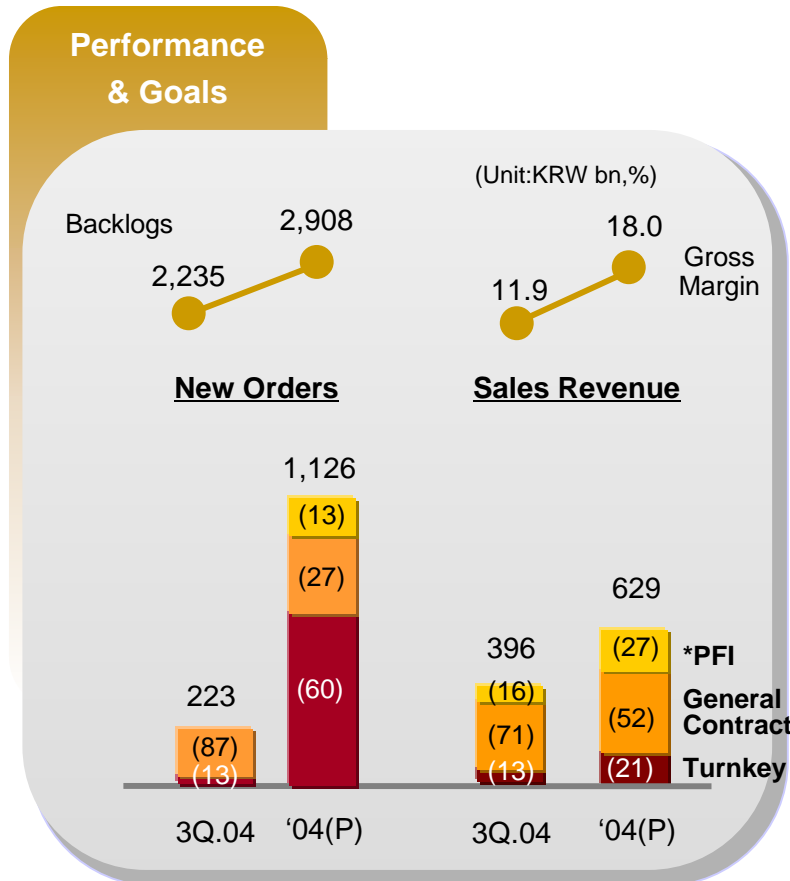 Performance
& Goals
(Unit:KRW bn,%)
Backlogs
2,235
2,908
11.9
18.0
Gross
Margin
New Orders
Sales Revenue
223
(87)
(13)
1,126
(13)
(27)
(60)
396
(16)
(71)
(13)
629
(27)
(52)
(21)
*PFI
General
Contract
Turnkey
3Q.04
‘04(P)
3Q.04
‘04(P)